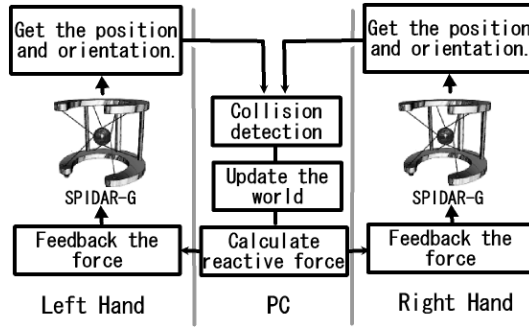 Get the position
and orientation.
SPIDAR-G
Feedback the
force
Left Hand
Collision
detection
Update the
world
Calculate
reactive force
PC
Get the position
and orientation.
SPIDAR-G
Feedback the
force
Right Hand